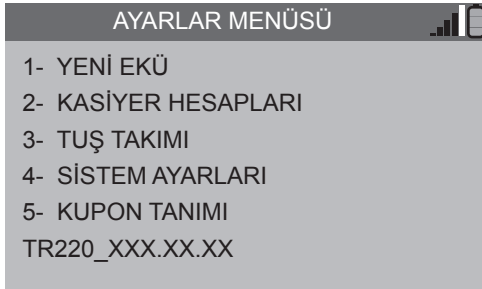 AYARLAR MENÜSÜ
1- YENİ EKÜ
2- KASİYER HESAPLARI
3- TUŞ TAKIMI
4- SİSTEM AYARLARI
5- KUPON TANIMI
TR220_XXX.XX.XX